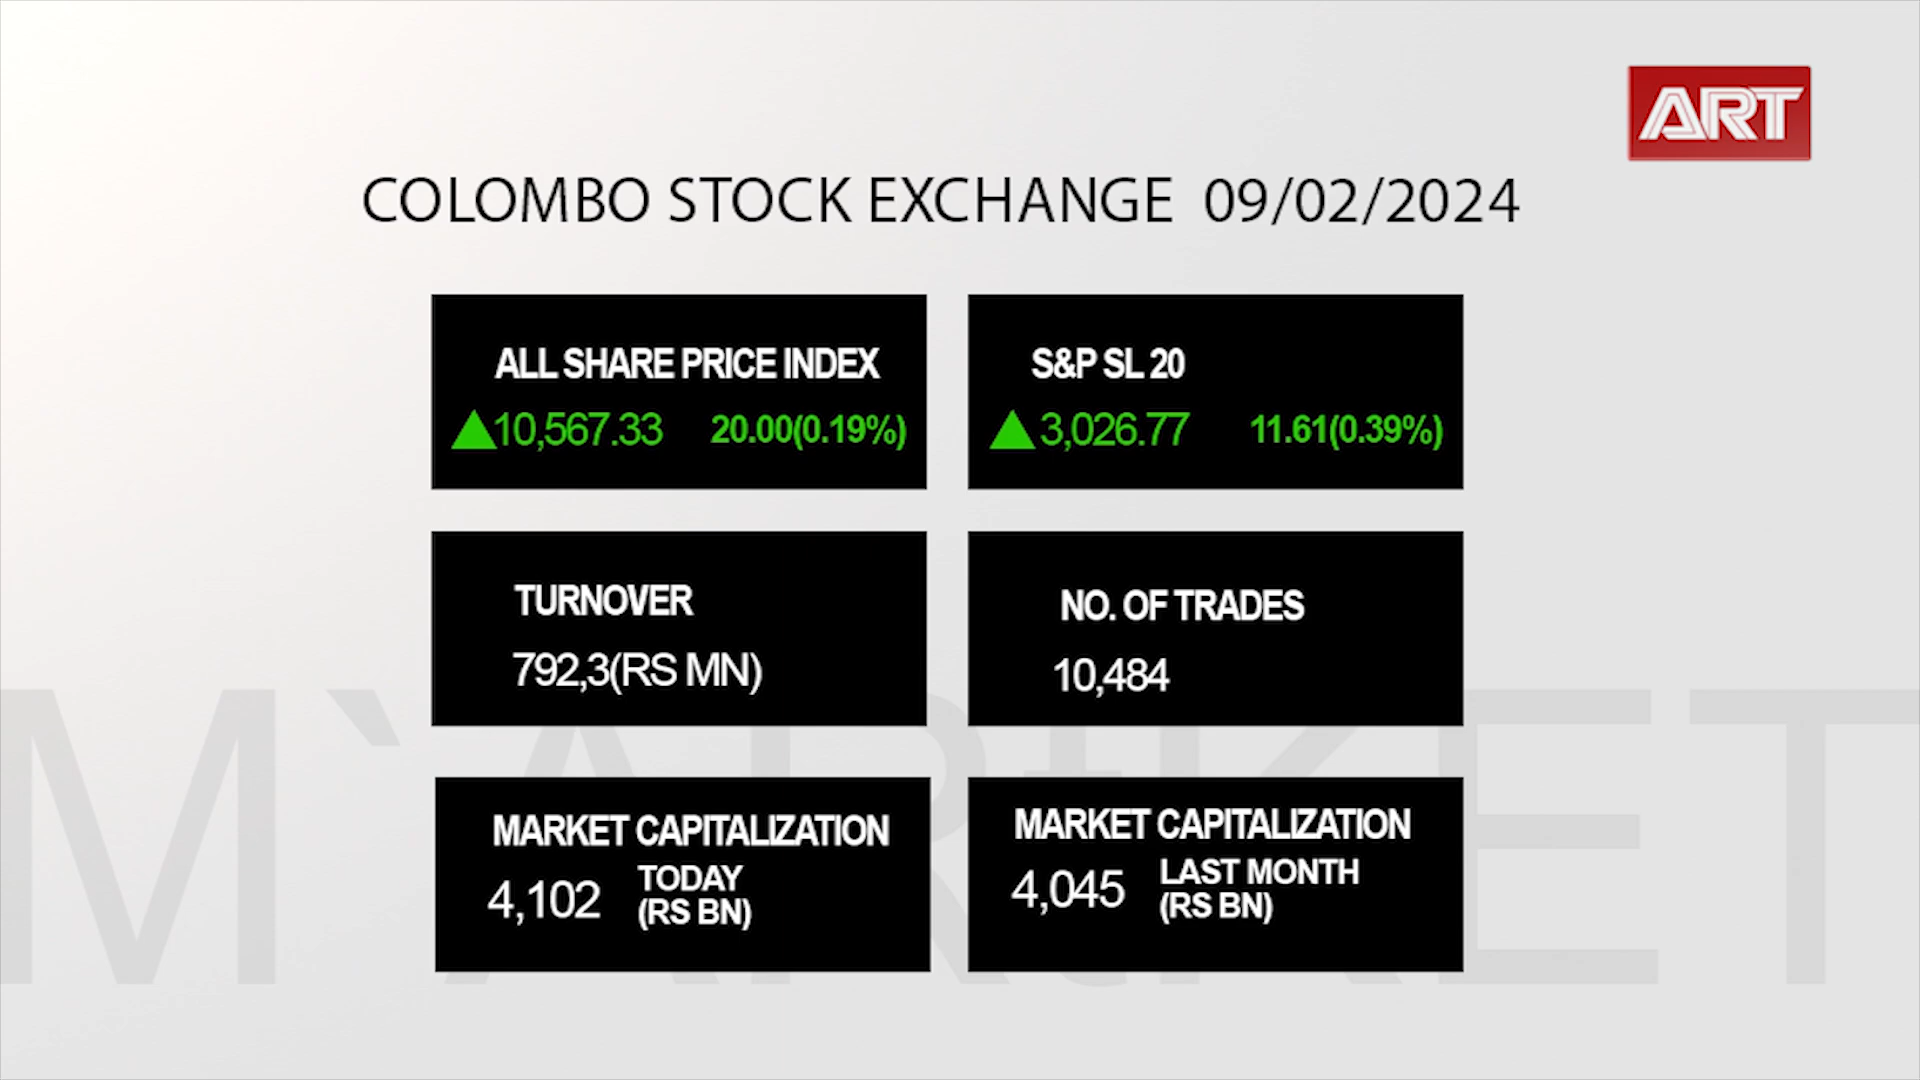 ART
COLOMBO STOCK EXCHANGE 09/02/2024
ALL SHARE PRICE INDEX
▲10,567.33 20.00(0.19%)
S&P SL 20
▲3,026.77 11.61(0.39%)
TURNOVER
792,3(RS MN)
NO. OF TRADES
10,484
MARKET CAPITALIZATION
4,102 TODAY
(RS BN)
MARKET CAPITALIZATION
4,045 LAST MONTH
(RS BN)